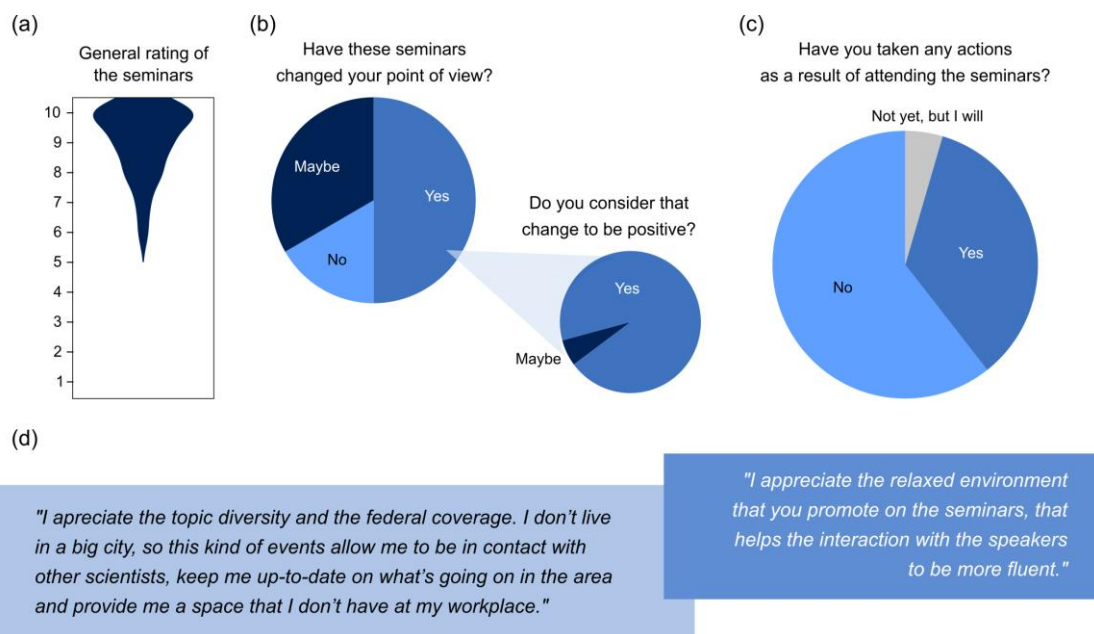 (a)
General rating of
the seminars
10
9
8
7
6
5
4
3
2
1
(b)
Have these seminars
changed your point of view?
Maybe
Yes
No
Do you consider that
change to be positive?
Yes
Maybe
(c)
Have you taken any actions
as a result of attending the seminars?
Not yet, but I will
Yes
No
(d)
"I apreciate the topic diversity and the federal coverage. I don’t live
in a big city, so this kind of events allow me to be in contact with
other scientists, keep me up-to-date on what’s going on in the area
and provide me a space that I don’t have at my workplace."
"I appreciate the relaxed environment
that you promote on the seminars, that
helps the interaction with the speakers
to be more fluent."